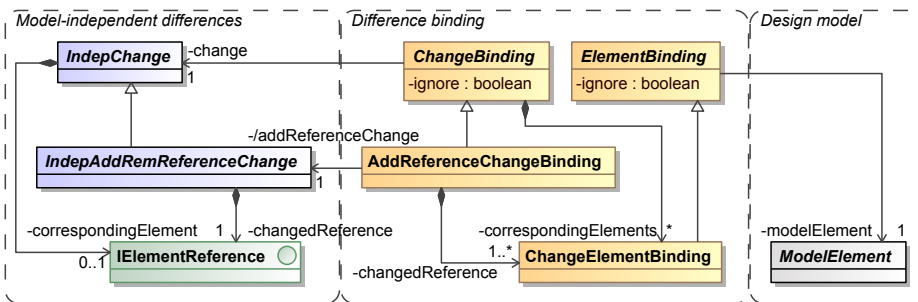 Model-independent differences
Difference binding
Design model
IndepChange
-change
1
ChangeBinding
-ignore : boolean
ElementBinding
-ignore : boolean
-/addReferenceChange
IndepAddRemReferenceChange
1
AddReferenceChangeBinding
-correspondingElement
0..1
1
-changedReference
IElementReference
-correspondingElements
*
1..*
-changedReference
ChangeElementBinding
-modelElement
1
ModelElement